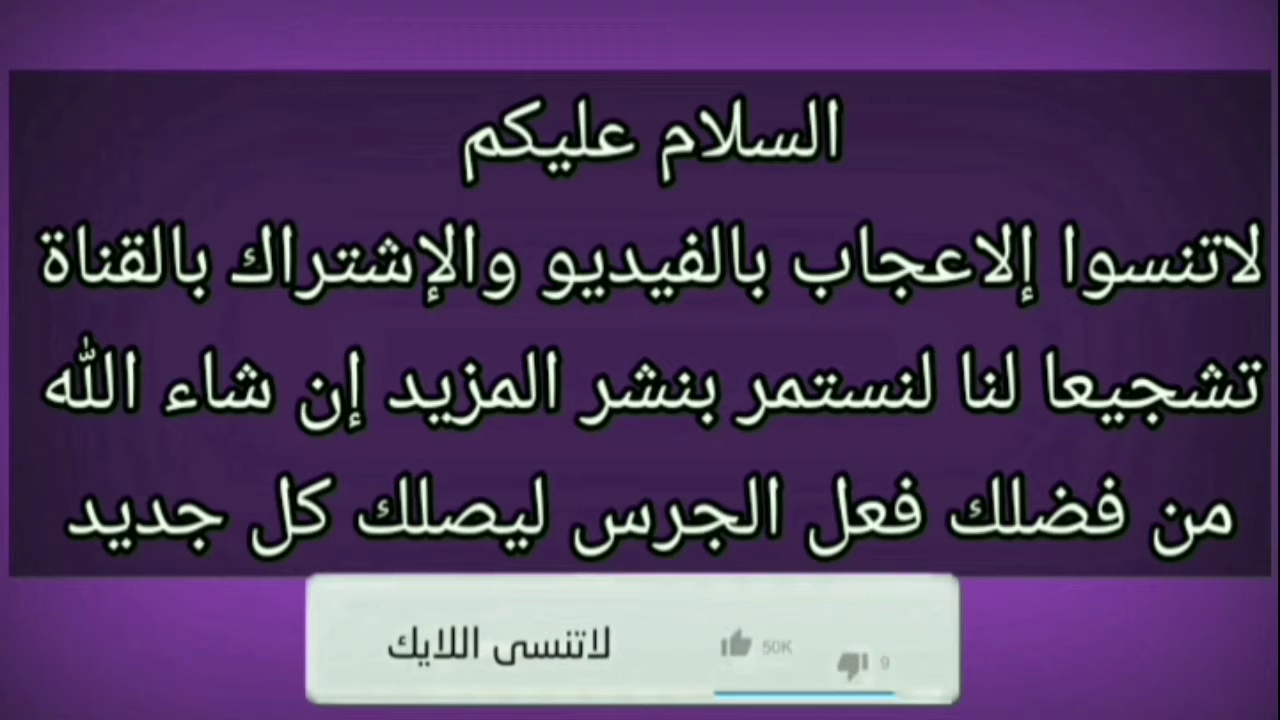 السلام عليكم
لاتنسوا إلاعجاب بالفيديو والإشتراك بالقناة
تشجيعا لنا لنستمر بنشر المزيد إن شاء الله
من فضلك فعل الجرس ليصلك كل جديد
لاتنسى اللايك
50K
9